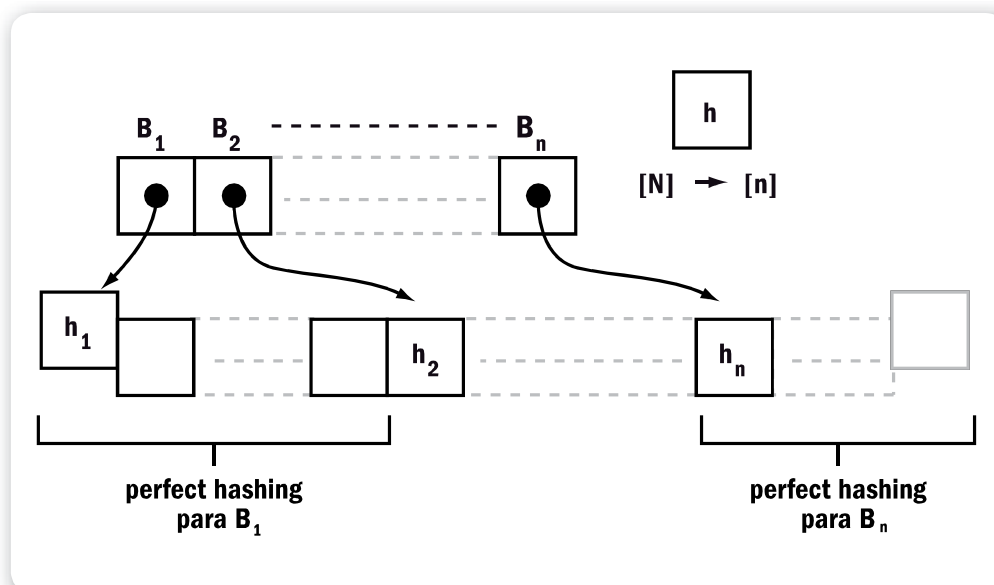 B1 B2 Bn
h
[N] → [n]
h1
h2
hn
perfect hashing
para B1
perfect hashing
para Bn